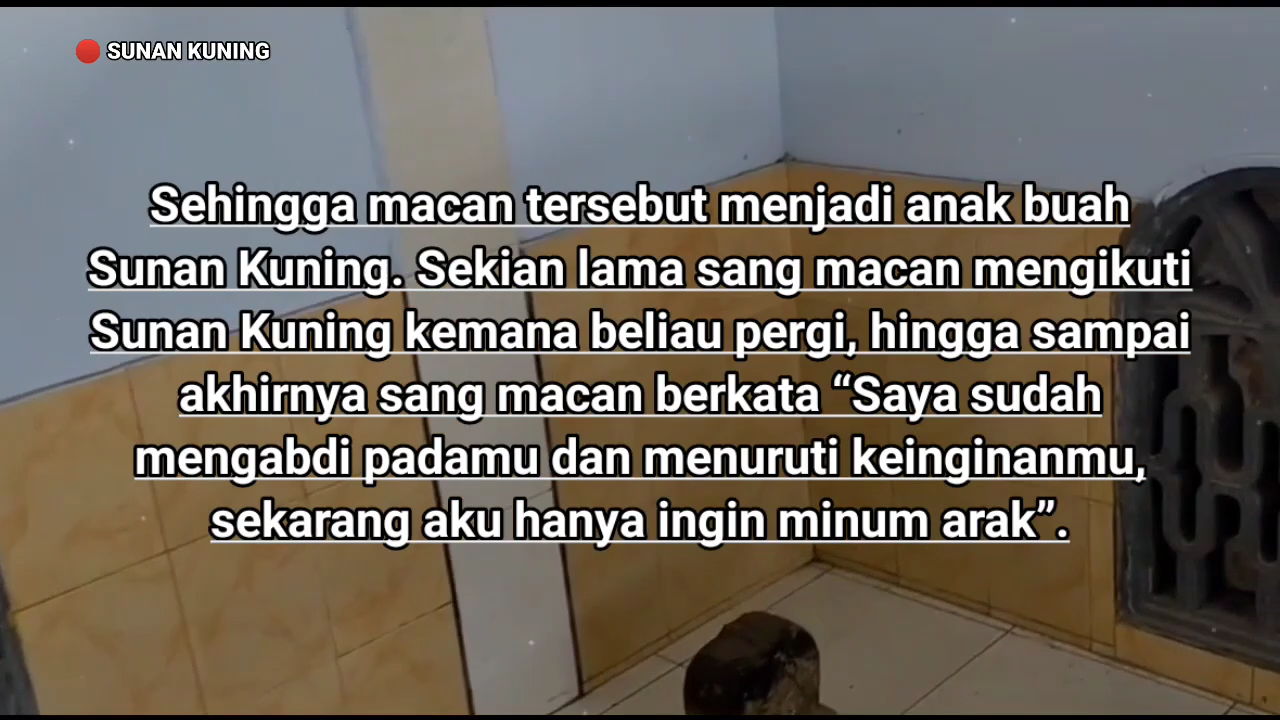 SUNAN KUNING
Sehingga macan tersebut menjadi anak buah
Sunan Kuning. Sekian lama sang macan mengikuti
Sunan Kuning kemana beliau pergi, hingga sampai
akhirnya sang macan berkata “Saya sudah
mengabdi padamu dan menuruti keinginanmu,
sekarang aku hanya ingin minum arak”.